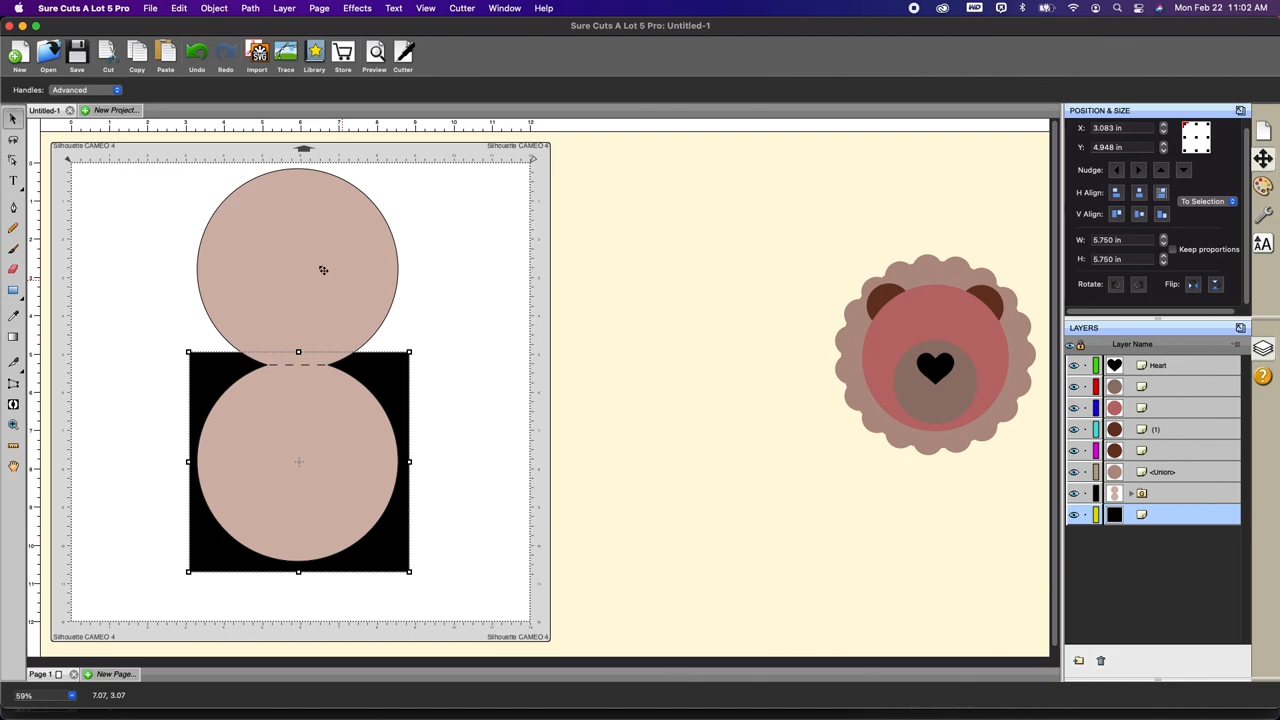 Sure Cuts A Lot 5 Pro File Edit Object Path Layer Page Effects Text View Cutter Window Help Mon Feb 22 11:02 AM
Sure Cuts A Lot 5 Pro: Untitled-1
New Open Save Cut Copy Paste Undo Redo Import Trace Library Store Preview Cutter
Handles: Advanced
Untitled-1 New Project...
POSITION & SIZE
X: 3.083 in
Y: 4.948 in
Nudge:
H Align:
To Selection
V Align:
W: 5.750 in
Keep proportions
H: 5.750 in
Rotate: Flip:
LAYERS
Layer Name
Heart
(1)
<Union>
G
Silhouette CAMEO 4 Silhouette CAMEO 4
Silhouette CAMEO 4 Silhouette CAMEO 4
Page 1 New Page...
59% 7.07, 3.07